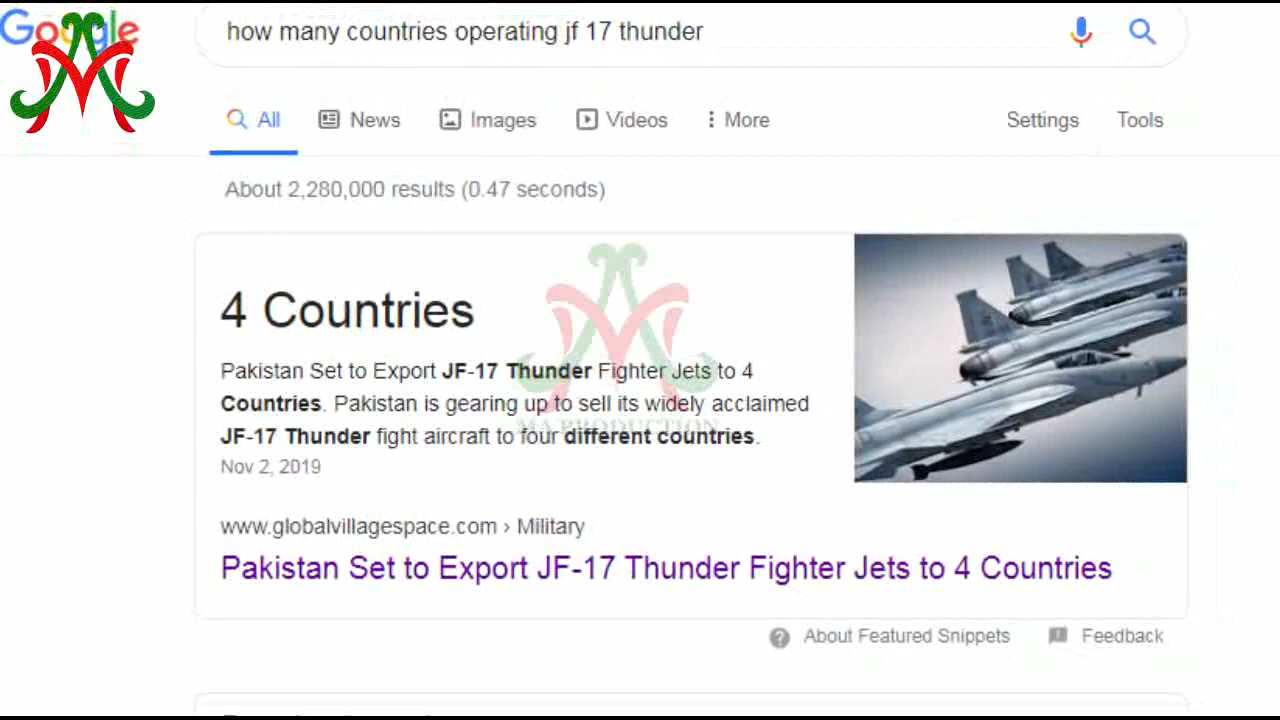 Google
how many countries operating jf 17 thunder
All News Images Videos More Settings Tools
About 2,280,000 results (0.47 seconds)
4 Countries
Pakistan Set to Export JF-17 Thunder Fighter Jets to 4
Countries. Pakistan is gearing up to sell its widely acclaimed
JF-17 Thunder fight aircraft to four different countries.
MA PRODUCTION
Nov 2, 2019
www.globalvillagespace.com › Military
Pakistan Set to Export JF-17 Thunder Fighter Jets to 4 Countries
About Featured Snippets Feedback